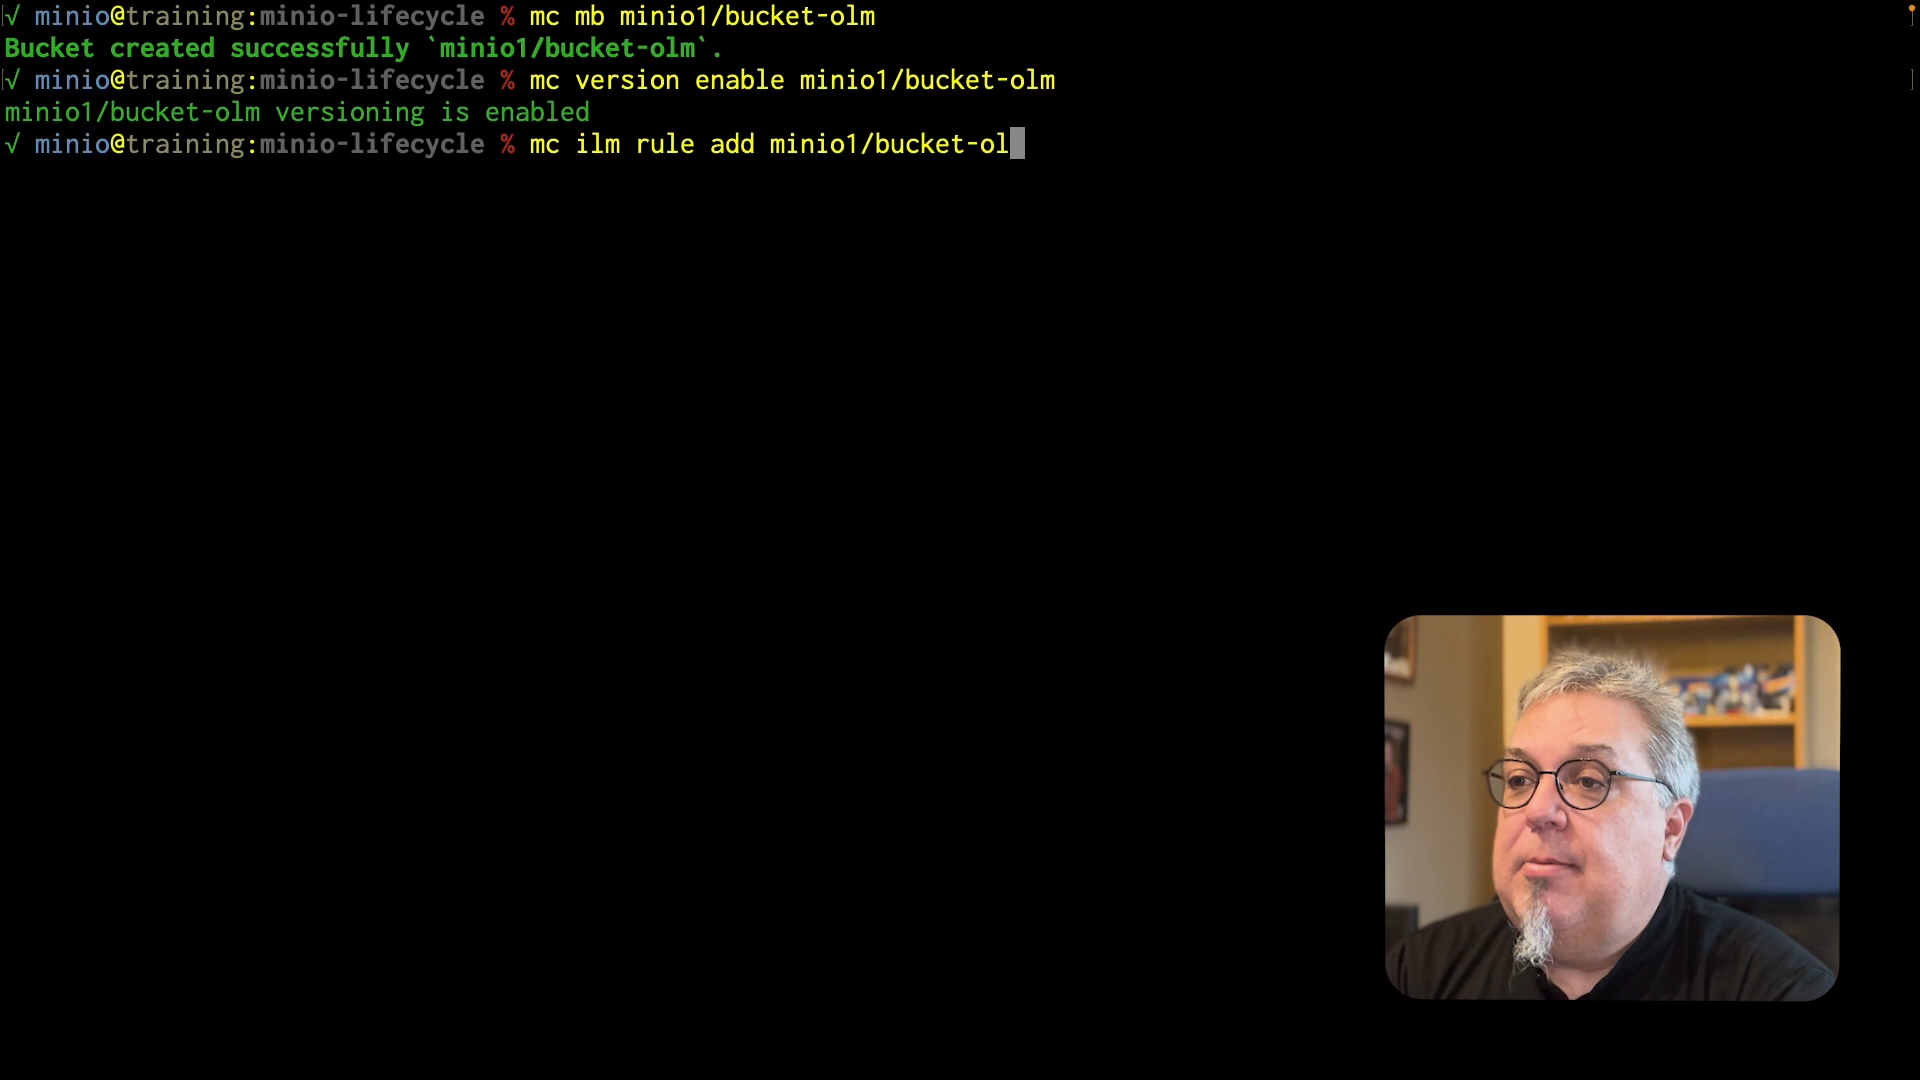 √ minio@training:minio-lifecycle % mc mb minio1/bucket-olm
Bucket created successfully `minio1/bucket-olm`.
√ minio@training:minio-lifecycle % mc version enable minio1/bucket-olm
minio1/bucket-olm versioning is enabled
√ minio@training:minio-lifecycle % mc ilm rule add minio1/bucket-ol